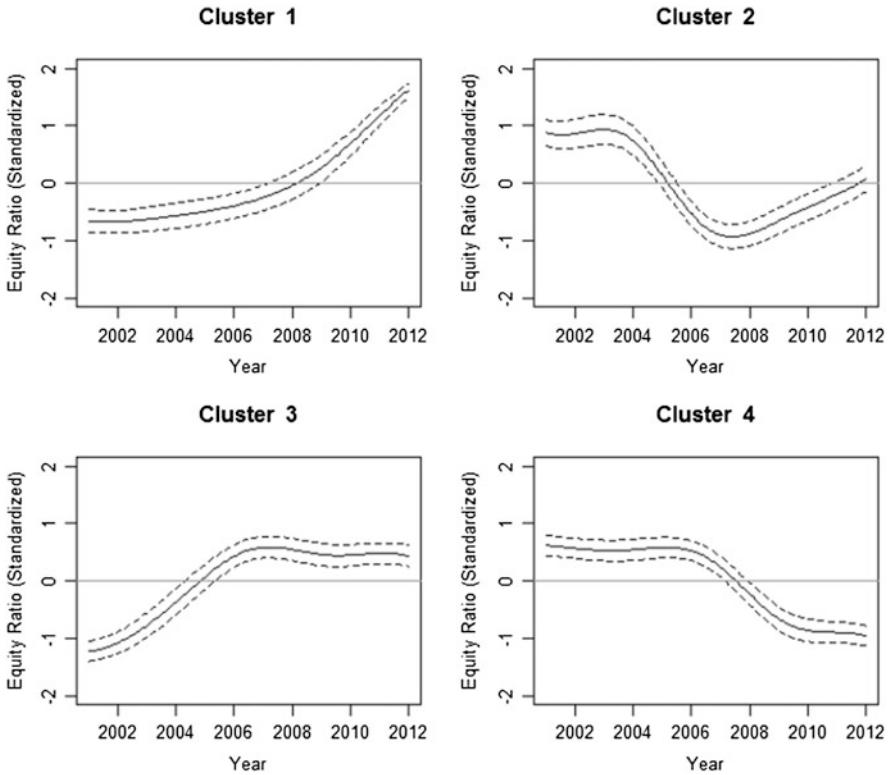 Cluster 1
Equity Ratio (Standardized)
2
1
0
-1
-2
2002 2004 2006 2008 2010 2012
Year
Cluster 2
Equity Ratio (Standardized)
2
1
0
-1
-2
2002 2004 2006 2008 2010 2012
Year
Cluster 3
Equity Ratio (Standardized)
2
1
0
-1
-2
2002 2004 2006 2008 2010 2012
Year
Cluster 4
Equity Ratio (Standardized)
2
1
0
-1
-2
2002 2004 2006 2008 2010 2012
Year